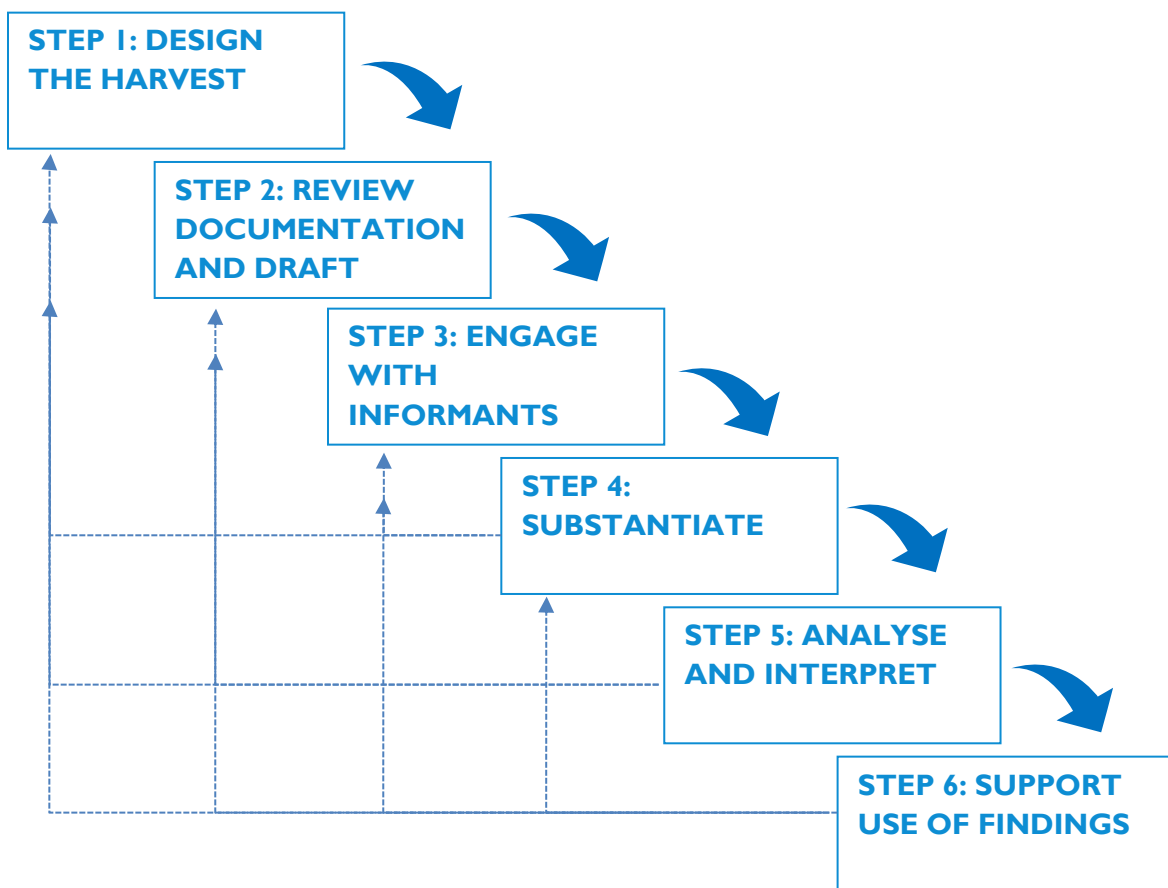 STEP 1: DESIGN
THE HARVEST
STEP 2: REVIEW
DOCUMENTATION
AND DRAFT
STEP 3: ENGAGE
WITH
INFORMANTS
STEP 4:
SUBSTANTIATE
STEP 5: ANALYSE
AND INTERPRET
STEP 6: SUPPORT
USE OF FINDINGS